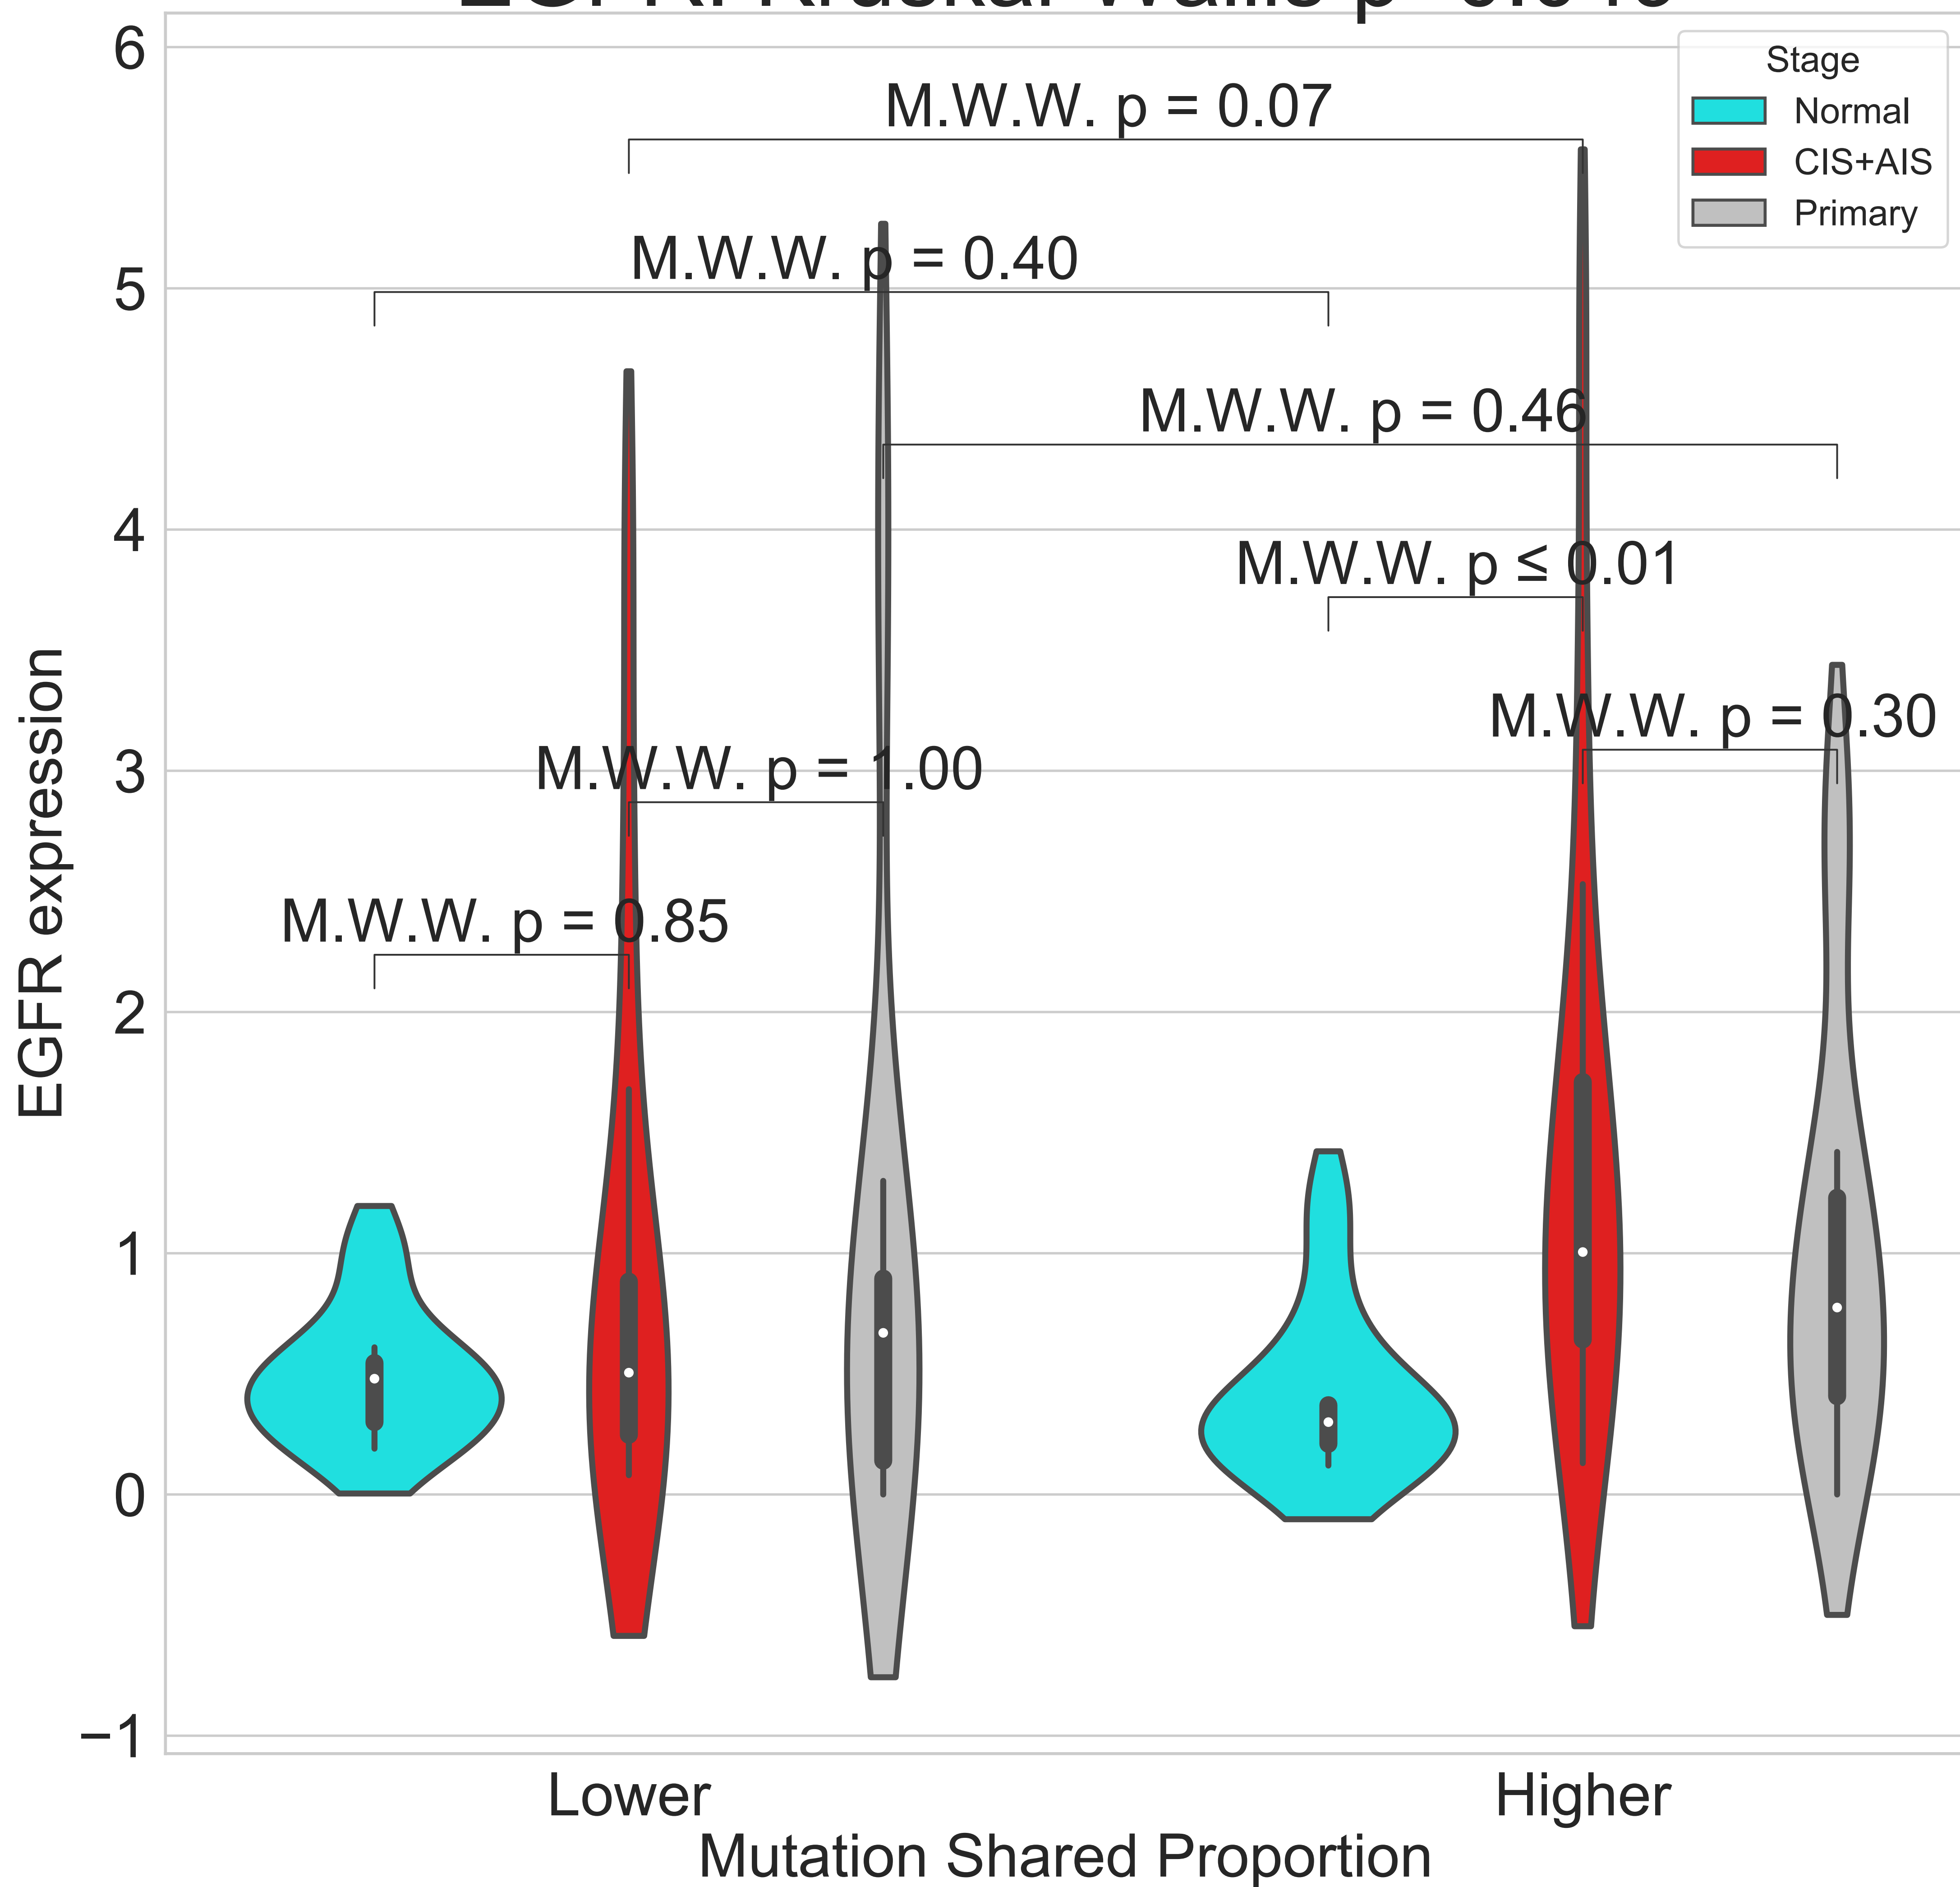 6
5
4
3
2
1
0
−1
EGFR expression
Stage
Normal
CIS+AIS
Primary
M.W.W. p = 0.07
M.W.W. p = 0.40
M.W.W. p = 0.46
M.W.W. p ≤ 0.01
M.W.W. p = 0.30
M.W.W. p = 1.00
M.W.W. p = 0.85
Lower
Higher
Mutation Shared Proportion